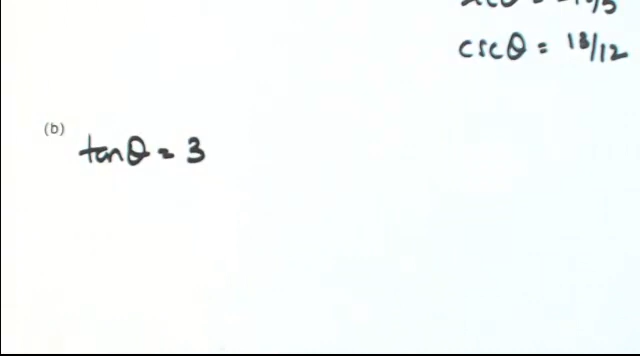 cscθ = 13/12
(b)
tanθ = 3